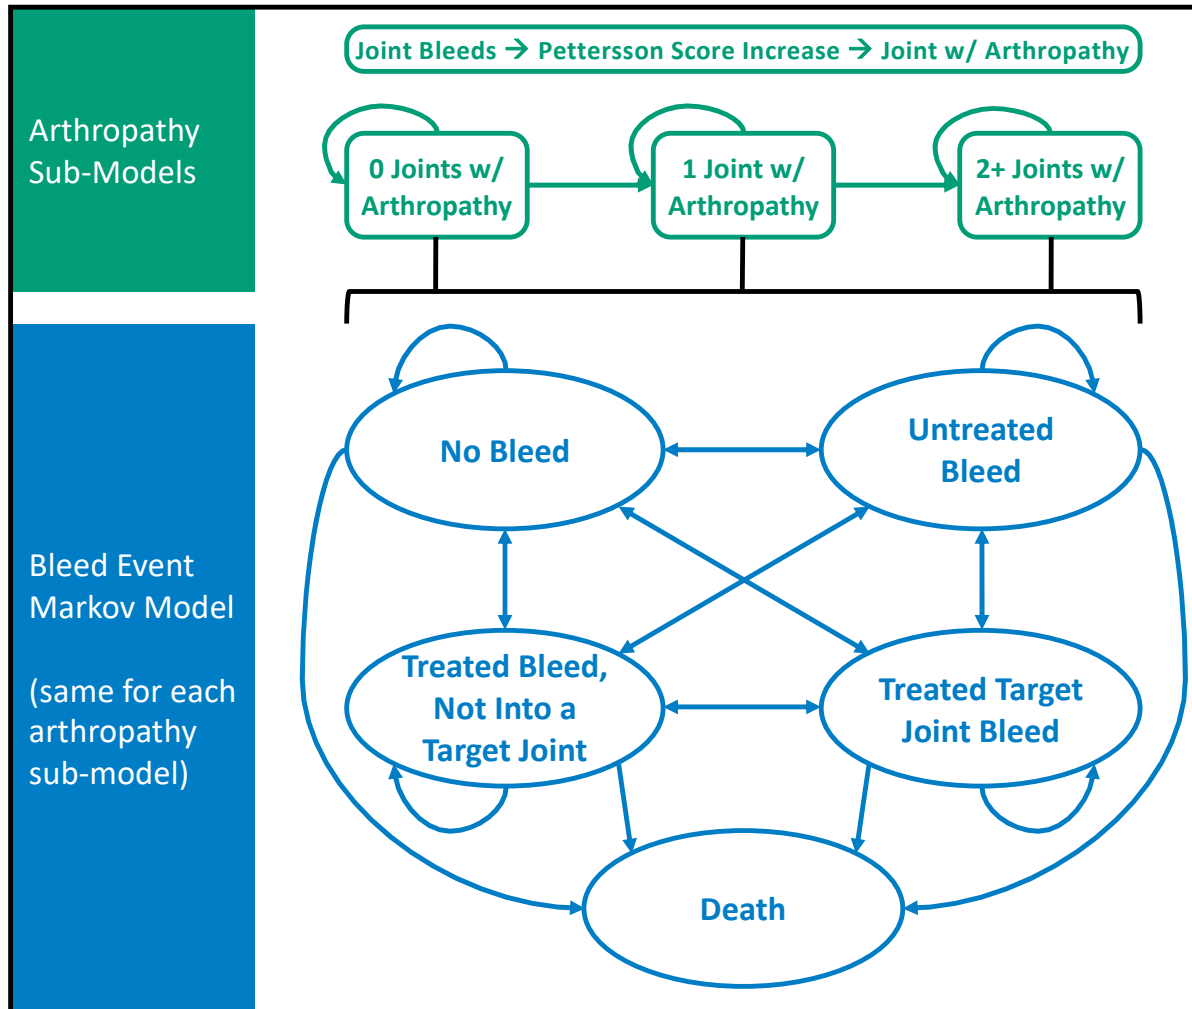 Joint Bleeds → Pettersson Score Increase → Joint w/ Arthropathy
Arthropathy
Sub-Models
0 Joints w/
Arthropathy
1 Joint w/
Arthropathy
2+ Joints w/
Arthropathy
Bleed Event
Markov Model
(same for each
arthropathy
sub-model)
No Bleed
Untreated
Bleed
Treated Bleed,
Not Into a
Target Joint
Treated Target
Joint Bleed
Death